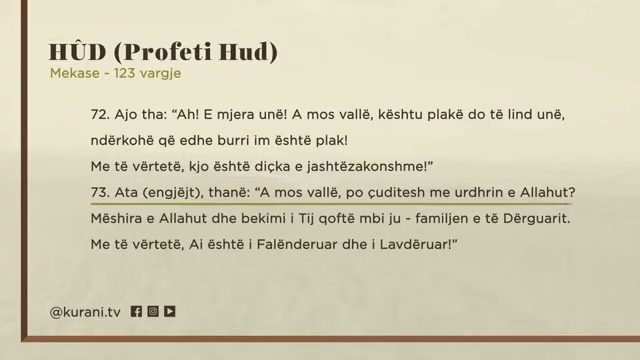 HÛD (Profeti Hud)
Mekase - 123 vargje
72. Ajo tha: “Ah! E mjera unë! A mos vallë, kështu plakë do të lind unë,
ndërkohë që edhe burri im është plak!
Me të vërtetë, kjo është diçka e jashtëzakonshme!”
73. Ata (engjëjt), thanë: “A mos vallë, po çuditesh me urdhrin e Allahut?
Mëshira e Allahut dhe bekimi i Tij qoftë mbi ju - familjen e të Dërguarit.
Me të vërtetë, Ai është i Falënderuar dhe i Lavdëruar!”
@kurani.tv